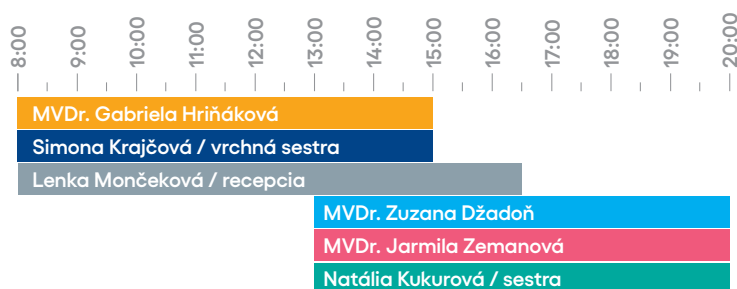 8:00
9:00
10:00
11:00
12:00
13:00
14:00
15:00
16:00
17:00
18:00
19:00
20:00
MVDr. Gabriela Hriňáková
Simona Krajčová / vrchná sestra
Lenka Mončeková / recepcia
MVDr. Zuzana Džadoň
MVDr. Jarmila Zemanová
Natália Kukurová / sestra